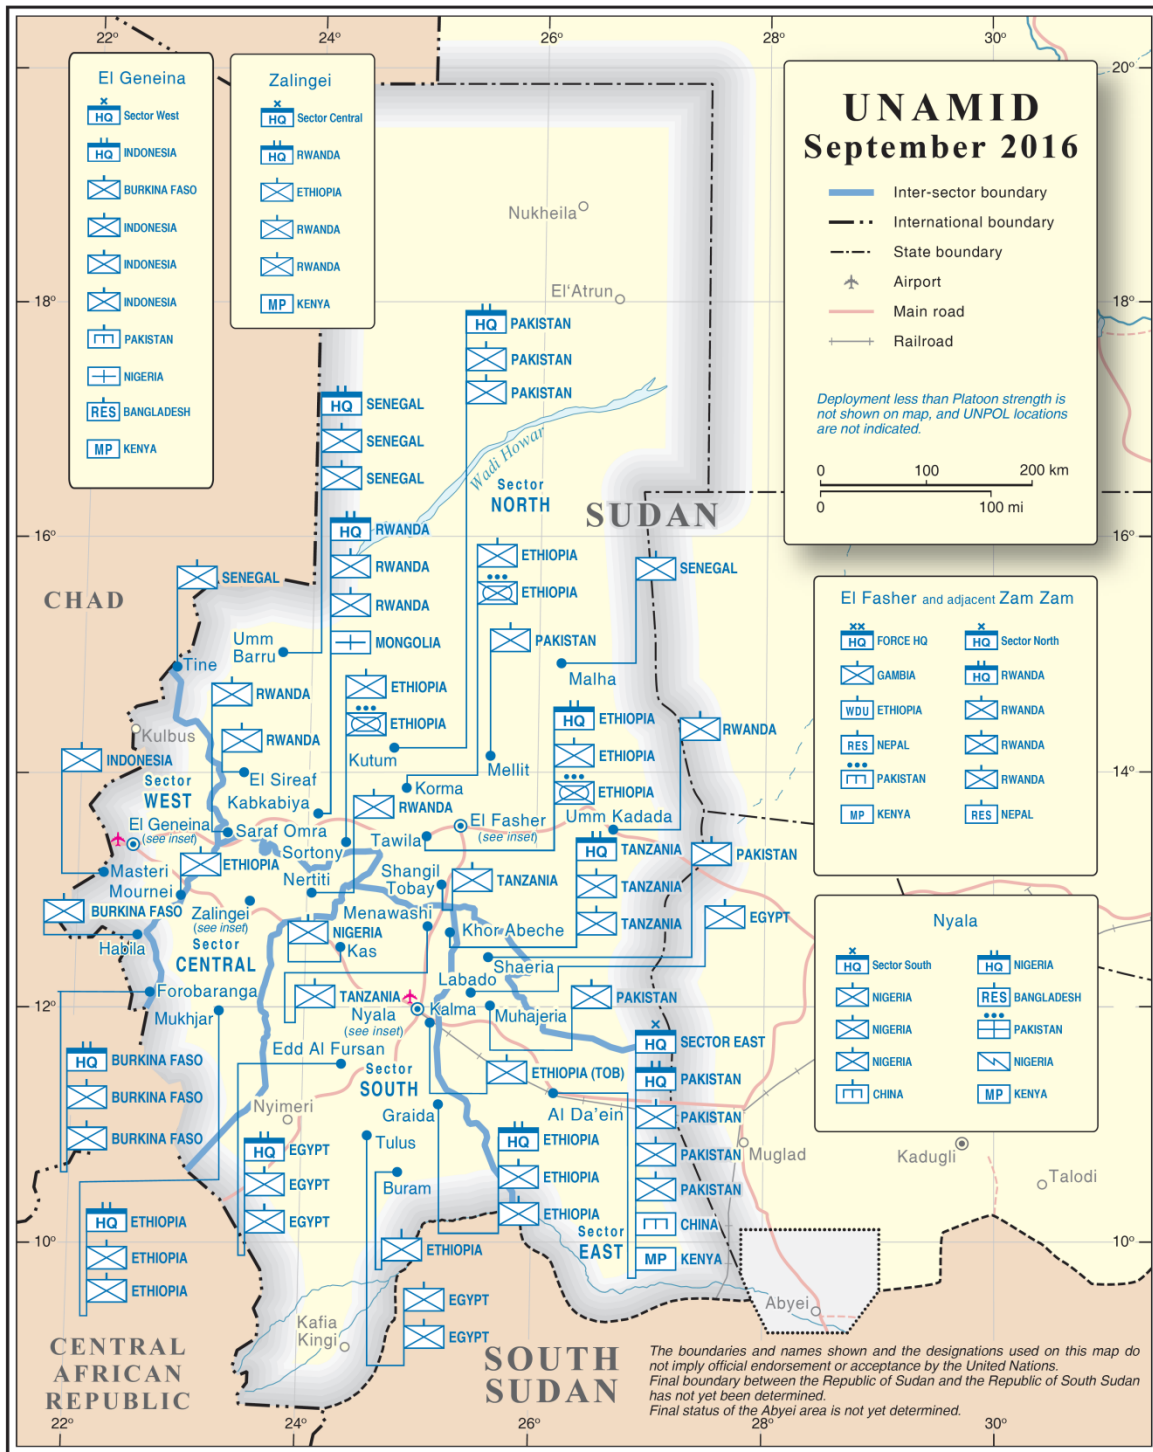 22°
24°
26°
28°
30°
20°
20°
18°
18°
16°
16°
14°
14°
12°
12°
10°
10°
22°
24°
26°
28°
30°
El Geneina
HQ Sector West
HQ INDONESIA
BURKINA FASO
INDONESIA
INDONESIA
INDONESIA
PAKISTAN
NIGERIA
RES BANGLADESH
MP KENYA
Zalingei
HQ Sector Central
HQ RWANDA
ETHIOPIA
RWANDA
RWANDA
MP KENYA
UNAMID
September 2016
Inter-sector boundary
International boundary
State boundary
Airport
Main road
Railroad
Deployment less than Platoon strength is
not shown on map, and UNPOL locations
are not indicated.
0 100 200 km
0 100 mi
Nukheila
El'Atrun
HQ PAKISTAN
PAKISTAN
PAKISTAN
HQ SENEGAL
SENEGAL
SENEGAL
Wadi Howar
Sector
NORTH
SUDAN
HQ RWANDA
RWANDA
RWANDA
MONGOLIA
ETHIOPIA
ETHIOPIA
SENEGAL
SENEGAL
CHAD
Umm
Barru
Tine
PAKISTAN
Malha
RWANDA
ETHIOPIA
ETHIOPIA
Kutum
Kulbus
RWANDA
INDONESIA
Mellit
HQ ETHIOPIA
ETHIOPIA
ETHIOPIA
RWANDA
El Sireaf
Sector
WEST
Kabkabiya
Korma
RWANDA
El Geneina
(see inset)
Saraf Omra
Sortony
Tawila
El Fasher
(see inset)
Umm Kadada
El Fasher and adjacent Zam Zam
HQ FORCE HQ
HQ Sector North
GAMBIA
HQ RWANDA
WDU ETHIOPIA
RWANDA
RES NEPAL
RWANDA
PAKISTAN
RWANDA
MP KENYA
RES NEPAL
Masteri
Mournei
ETHIOPIA
Nertiti
Shangil
Tobay
TANZANIA
HQ TANZANIA
TANZANIA
TANZANIA
PAKISTAN
EGYPT
BURKINA FASO
Habila
Zalingei
(see inset)
Sector
CENTRAL
Menawashi
NIGERIA
Kas
Khor Abeche
Shaeria
Labado
Forobaranga
Mukhjar
TANZANIA
Nyala
(see inset)
Kalma
Muhajeria
PAKISTAN
Nyala
HQ Sector South
HQ NIGERIA
NIGERIA
RES BANGLADESH
NIGERIA
PAKISTAN
NIGERIA
NIGERIA
CHINA
MP KENYA
HQ BURKINA FASO
BURKINA FASO
BURKINA FASO
Edd Al Fursan
Sector
SOUTH
ETHIOPIA (TOB)
HQ SECTOR EAST
HQ PAKISTAN
PAKISTAN
PAKISTAN
PAKISTAN
CHINA
MP KENYA
Nyimeri
Graida
Al Da'ein
Tulus
Buram
HQ EGYPT
EGYPT
EGYPT
HQ ETHIOPIA
ETHIOPIA
ETHIOPIA
Muglad
Kadugli
Talodi
HQ ETHIOPIA
ETHIOPIA
ETHIOPIA
Sector
EAST
ETHIOPIA
EGYPT
EGYPT
Abyei
Kafia
Kingi
CENTRAL
AFRICAN
REPUBLIC
SOUTH
SUDAN
The boundaries and names shown and the designations used on this map do
not imply official endorsement or acceptance by the United Nations.
Final boundary between the Republic of Sudan and the Republic of South Sudan
has not yet been determined.
Final status of the Abyei area is not yet determined.